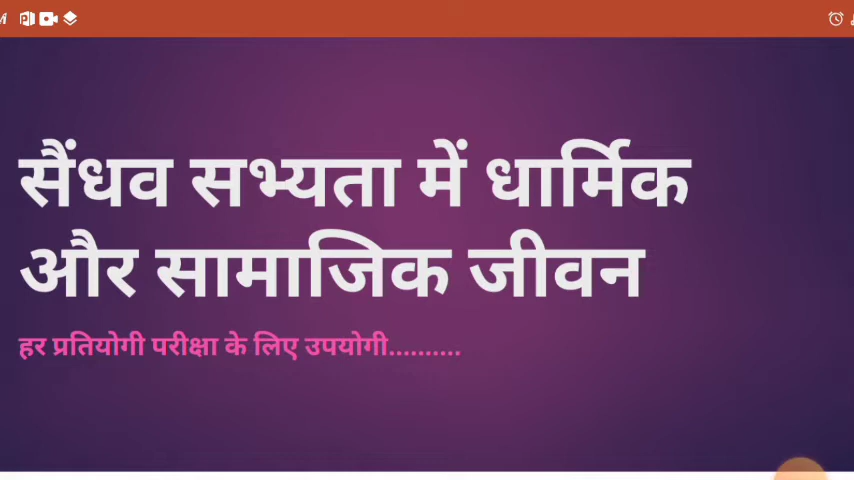 सैंधव सभ्यता में धार्मिक
और सामाजिक जीवन
हर प्रतियोगी परीक्षा के लिए उपयोगी..........